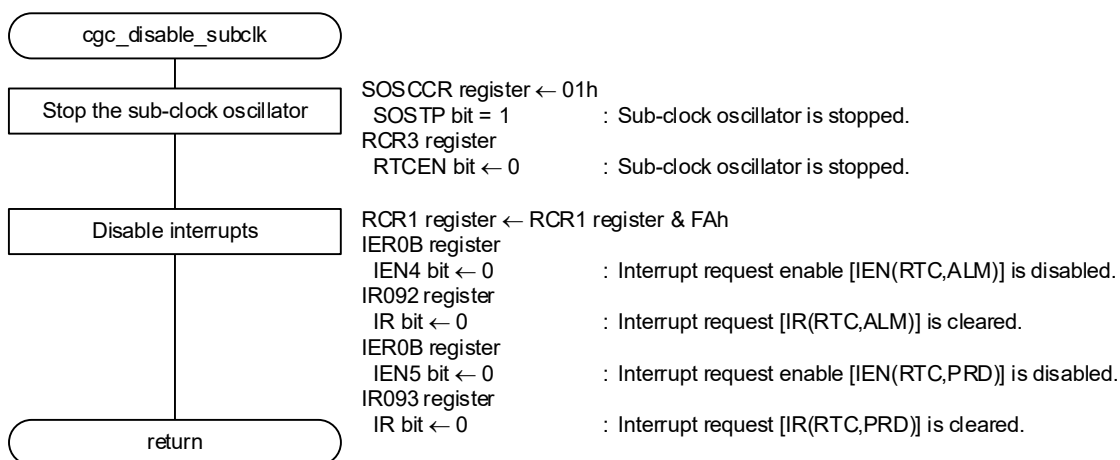 cgc_disable_subclk
Stop the sub-clock oscillator
SOSCCR register ← 01h
SOSTP bit = 1 : Sub-clock oscillator is stopped.
RCR3 register
RTCEN bit ← 0 : Sub-clock oscillator is stopped.
Disable interrupts
RCR1 register ← RCR1 register & FAh
IER0B register
IEN4 bit ← 0 : Interrupt request enable [IEN(RTC,ALM)] is disabled.
IR092 register
IR bit ← 0 : Interrupt request [IR(RTC,ALM)] is cleared.
IER0B register
IEN5 bit ← 0 : Interrupt request enable [IEN(RTC,PRD)] is disabled.
IR093 register
IR bit ← 0 : Interrupt request [IR(RTC,PRD)] is cleared.
return